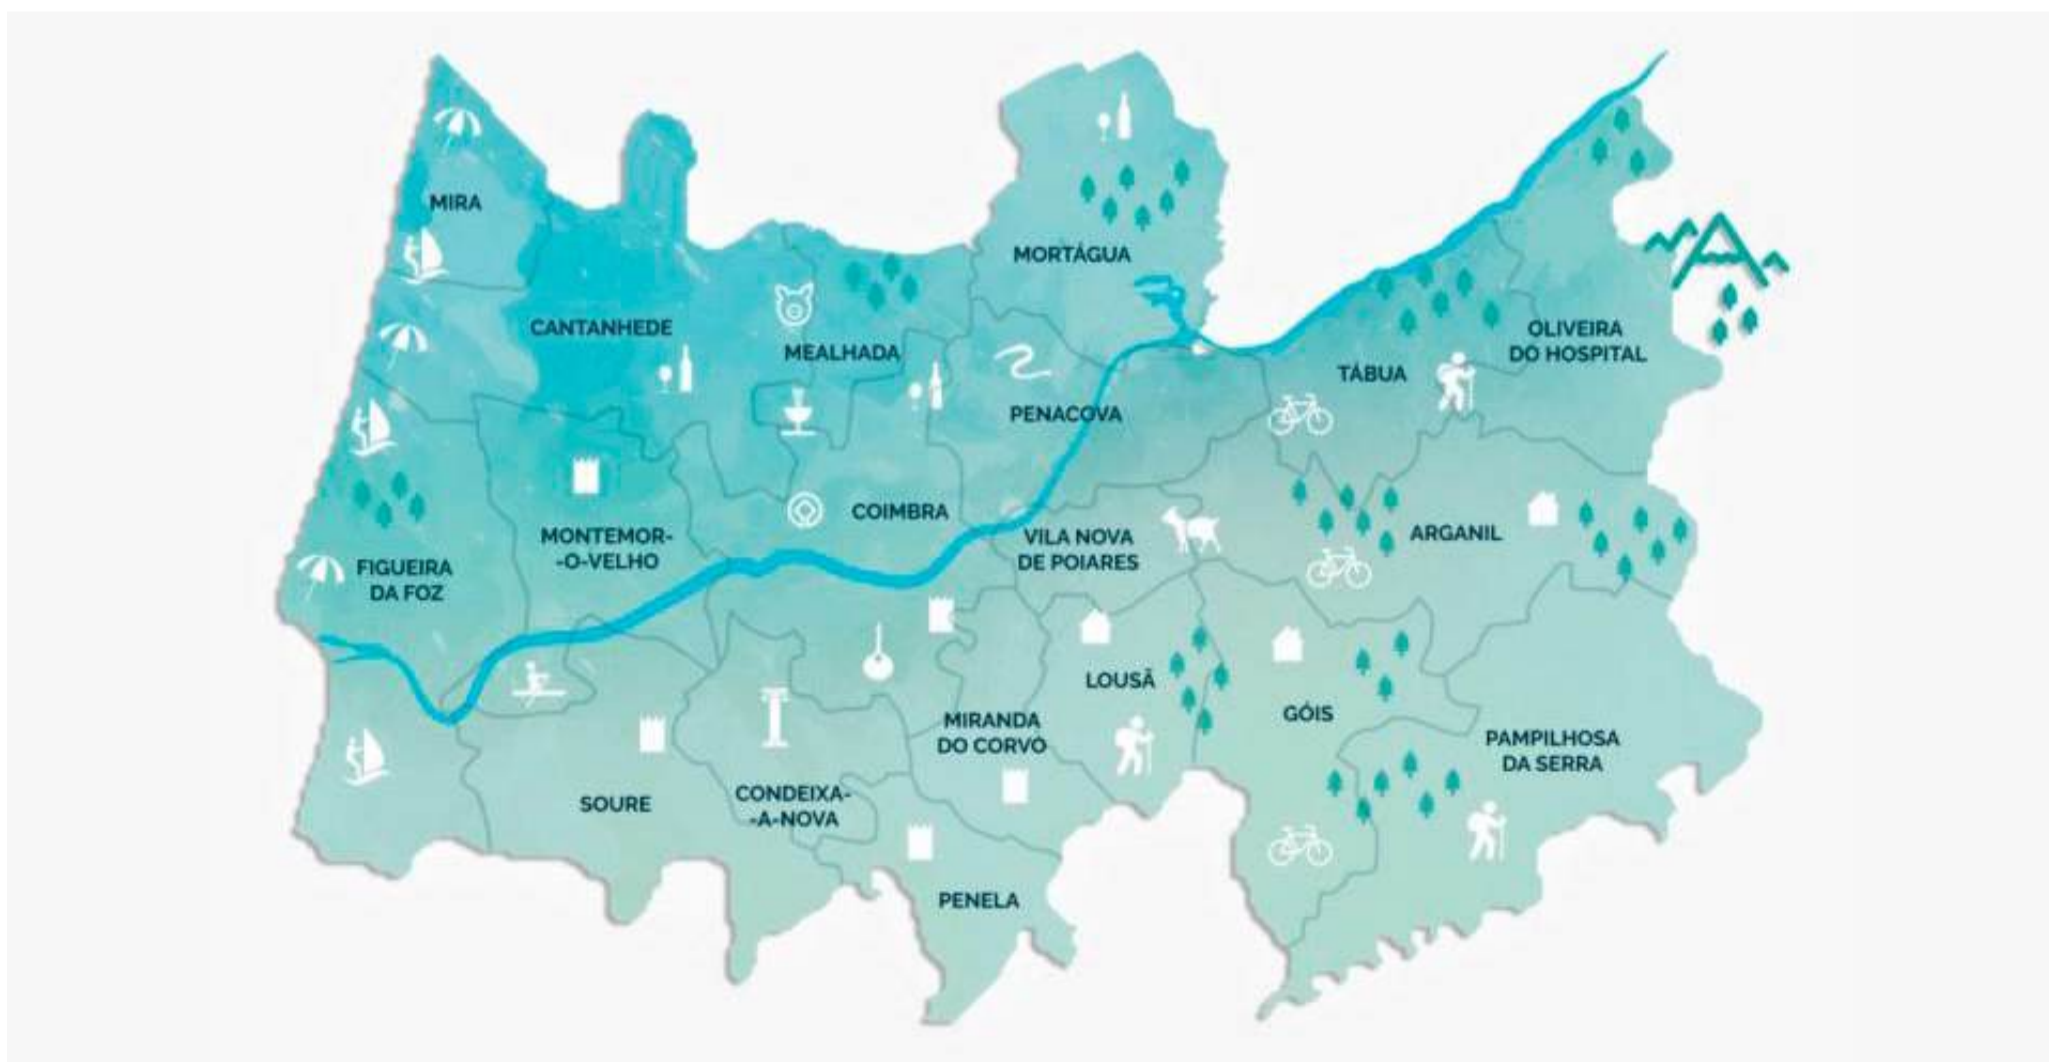 MIRA
MORTÁGUA
CANTANHEDE
MEALHADA
OLIVEIRA
DO HOSPITAL
TÁBUA
PENACOVA
COIMBRA
MONTEMOR-
-O-VELHO
VILA NOVA
DE POIARES
ARGANIL
FIGUEIRA
DA FOZ
LOUSÃ
GÓIS
MIRANDA
DO CORVO
PAMPILHOSA
DA SERRA
SOURE
CONDEIXA-
-A-NOVA
PENELA